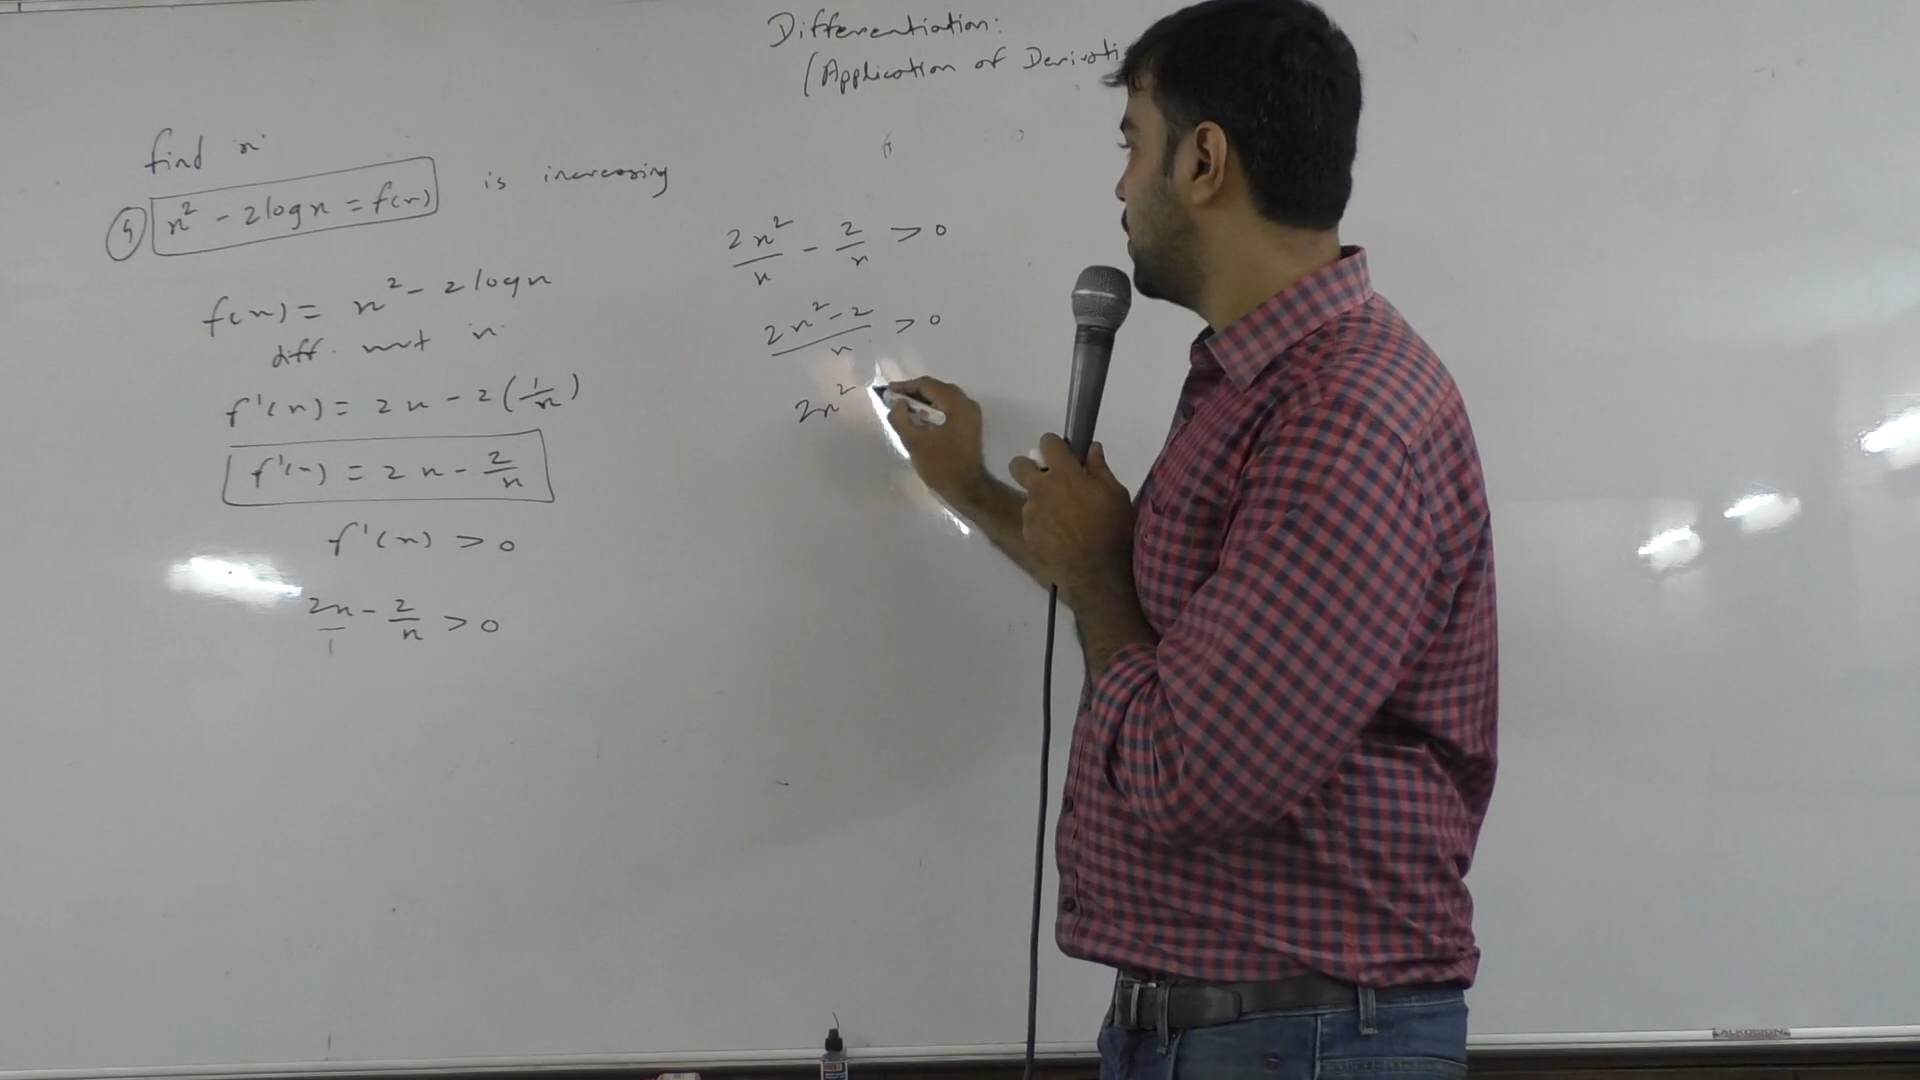 Differentiation:
(Application of Derivati
find x
④ x² - 2logx = f(x) is increasing
f(x) = x² - 2logx
diff. wrt x
f'(x) = 2x - 2(1/x)
f'(x) = 2x - 2/x
f'(x) > 0
2x/1 - 2/x > 0
2x²/x - 2/x > 0
2x² - 2/x > 0
2x²